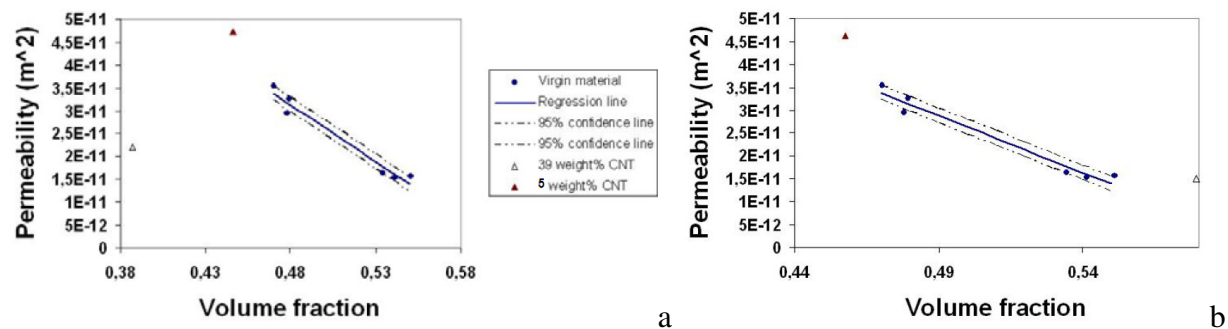 Permeability (m^2)
5E-11
4,5E-11
4E-11
3,5E-11
3E-11
2,5E-11
2E-11
1,5E-11
1E-11
5E-12
0
0,38
0,43
0,48
0,53
0,58
Volume fraction
a
Virgin material
Regression line
95% confidence line
95% confidence line
39 weight% CNT
5 weight% CNT
Permeability (m^2)
5E-11
4,5E-11
4E-11
3,5E-11
3E-11
2,5E-11
2E-11
1,5E-11
1E-11
5E-12
0
0,44
0,49
0,54
Volume fraction
b